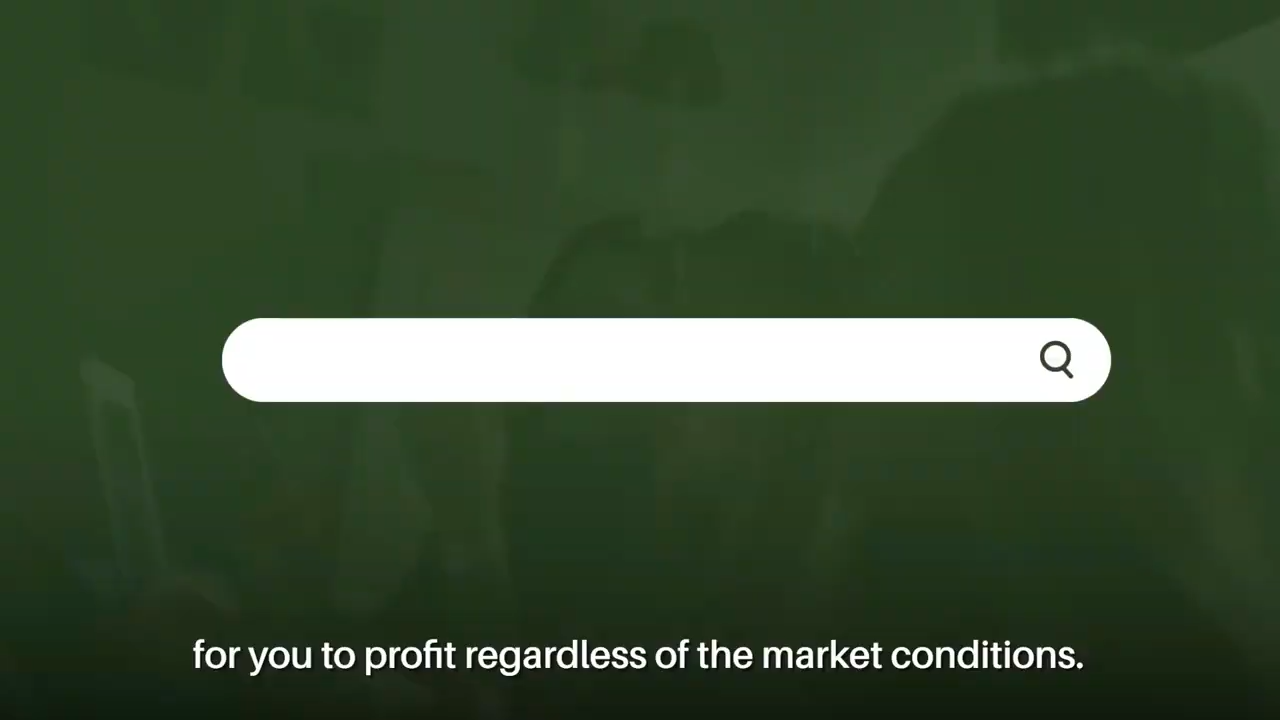 for you to profit regardless of the market conditions.